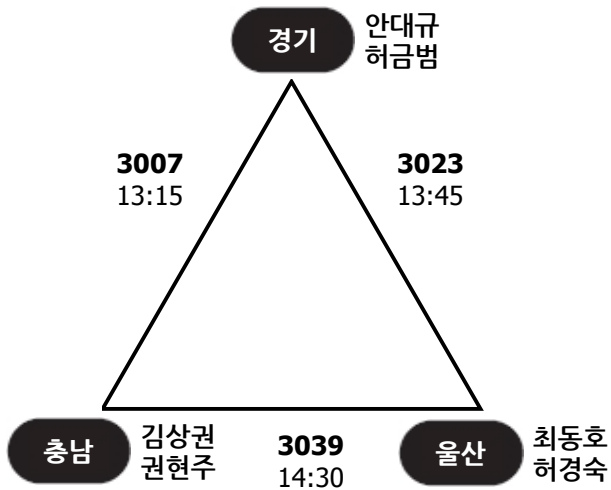 경기
안대규
허금범
3007
13:15
3023
13:45
충남
김상권
권현주
3039
14:30
울산
최동호
허경숙